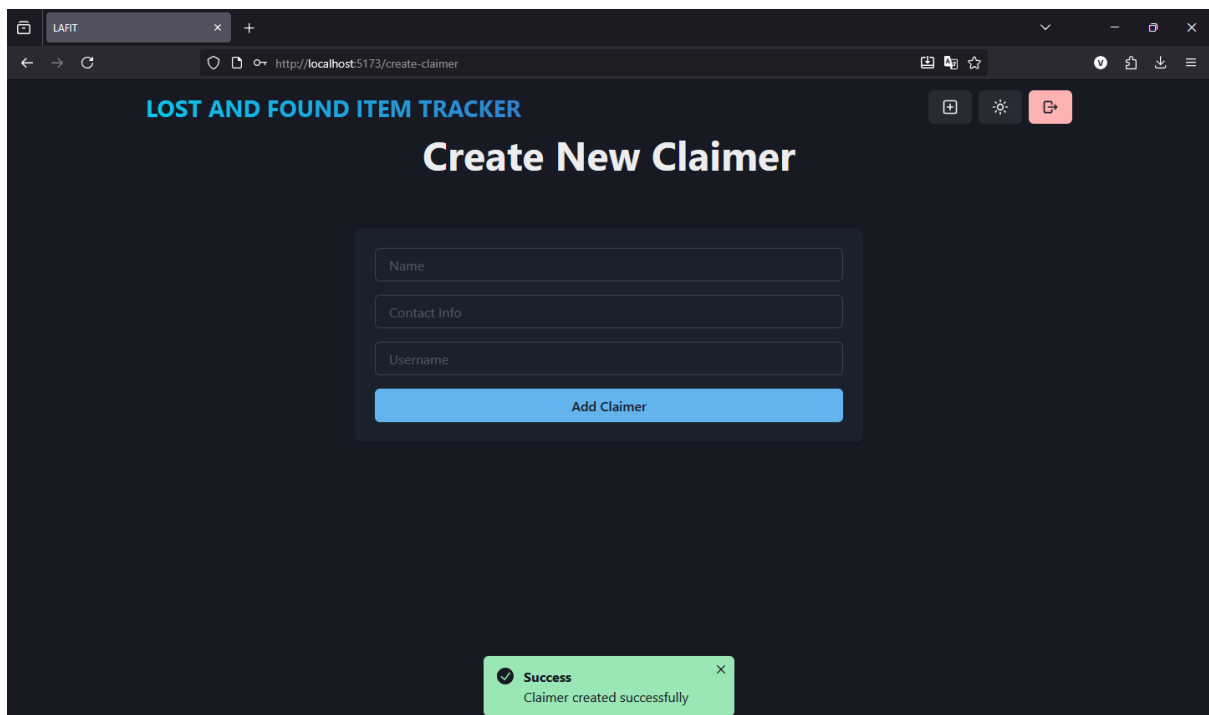 LAFIT
http://localhost:5173/create-claimer
V
LOST AND FOUND ITEM TRACKER
Create New Claimer
Name
Contact Info
Username
Add Claimer
Success
Claimer created successfully